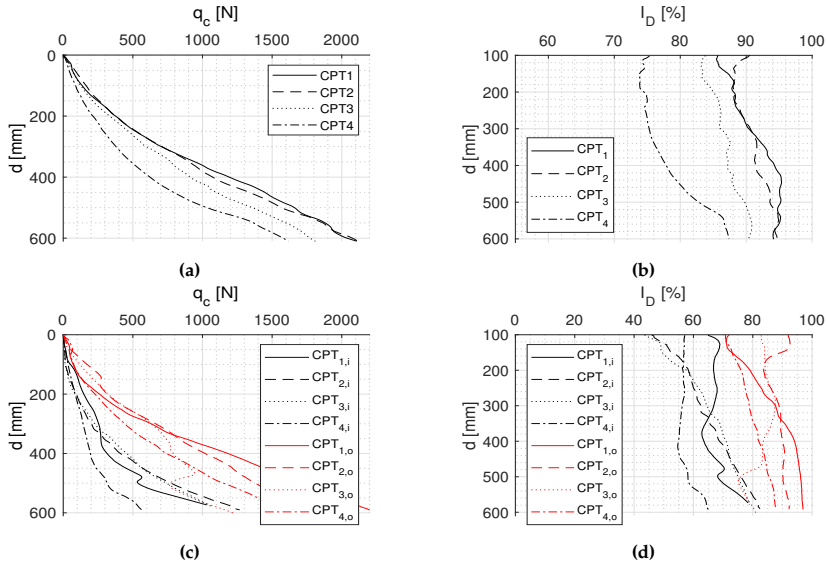 q_c [N]
0 500 1000 1500 2000
0
200
400
600
d [mm]
CPT1
CPT2
CPT3
CPT4
(a)
I_D [%]
60 70 80 90 100
100
200
300
400
500
600
d [mm]
CPT_1
CPT_2
CPT_3
CPT_4
(b)
q_c [N]
0 500 1000 1500 2000
0
200
400
600
d [mm]
CPT_1,i
CPT_2,i
CPT_3,i
CPT_4,i
CPT_1,o
CPT_2,o
CPT_3,o
CPT_4,o
(c)
I_D [%]
0 20 40 60 80 100
100
200
300
400
500
600
d [mm]
CPT_1,i
CPT_2,i
CPT_3,i
CPT_4,i
CPT_1,o
CPT_2,o
CPT_3,o
CPT_4,o
(d)